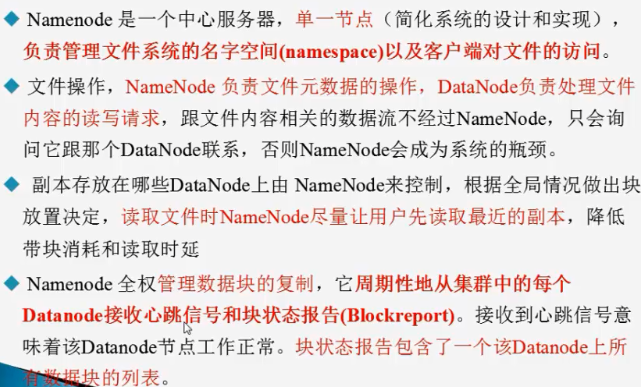 Namenode 是一个中心服务器，单一节点（简化系统的设计和实现），
负责管理文件系统的名字空间(namespace)以及客户端对文件的访问。
文件操作，NameNode 负责文件元数据的操作，DataNode负责处理文件
内容的读写请求，跟文件内容相关的数据流不经过NameNode，只会询
问它跟那个DataNode联系，否则NameNode会成为系统的瓶颈。
副本存放在哪些DataNode上由 NameNode来控制，根据全局情况做出块
放置决定，读取文件时NameNode尽量让用户先读取最近的副本，降低
带块消耗和读取时延
Namenode 全权管理数据块的复制，它周期性地从集群中的每个
Datanode接收心跳信号和块状态报告(Blockreport)。接收到心跳信号意
味着该Datanode节点工作正常。块状态报告包含了一个该Datanode上所
有数据块的列表。